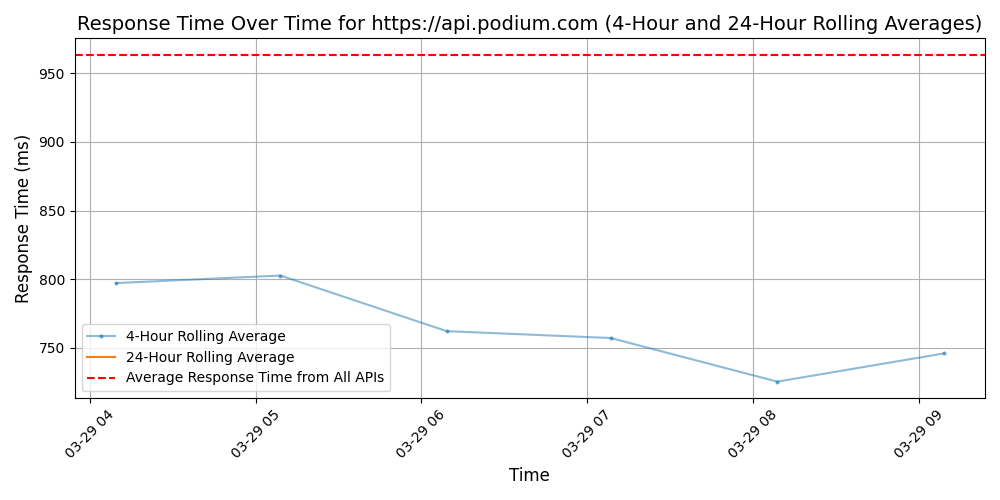 Response Time Over Time for https://api.podium.com (4-Hour and 24-Hour Rolling Averages)
Response Time (ms)
950
900
850
800
750
4-Hour Rolling Average
24-Hour Rolling Average
Average Response Time from All APIs
03-29 04
03-29 05
03-29 06
03-29 07
03-29 08
03-29 09
Time